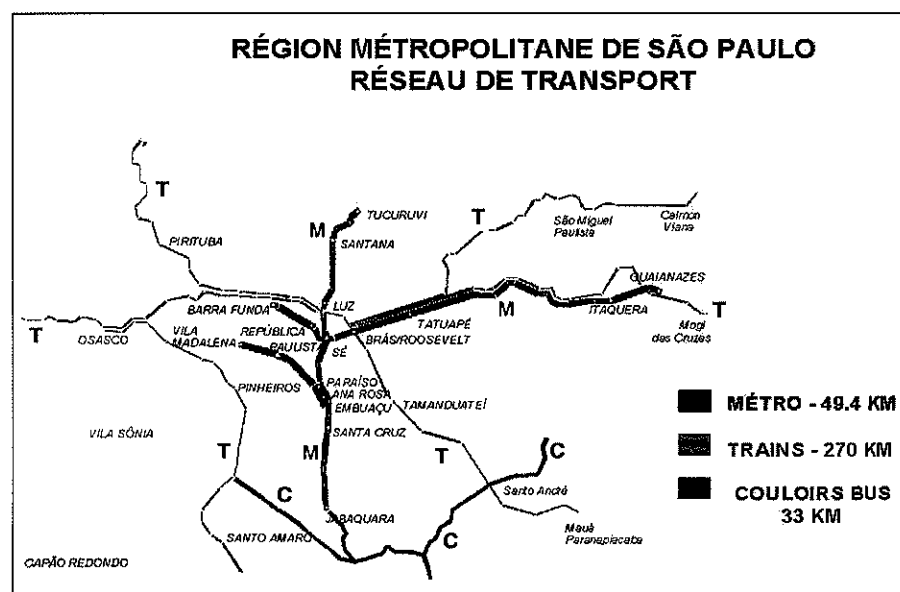 RÉGION MÉTROPOLITANE DE SÃO PAULO
RÉSEAU DE TRANSPORT
T
PIRITUBA
M
TUCURUVI
SANTANA
T
São Miguel
Paulista
Calmon
Viana
T
OSASCO
BARRA FUNDA
LUZ
REPÚBLICA
VILA
MADALENA
PAULISTA
SÉ
TATUAPÉ
BRÁS/ROOSEVELT
M
GUAIANAZES
ITAQUERA
T
Mogi
das Cruzes
PINHEIROS
PARAÍSO
ANA ROSA
EMBUAÇU
TAMANDUATEÍ
VILA SÔNIA
SANTA CRUZ
T
M
T
C
C
Santo André
JABAQUARA
SANTO AMARO
C
Mauá
Paranapiacaba
CAPÃO REDONDO
MÉTRO - 49.4 KM
TRAINS - 270 KM
COULOIRS BUS
33 KM